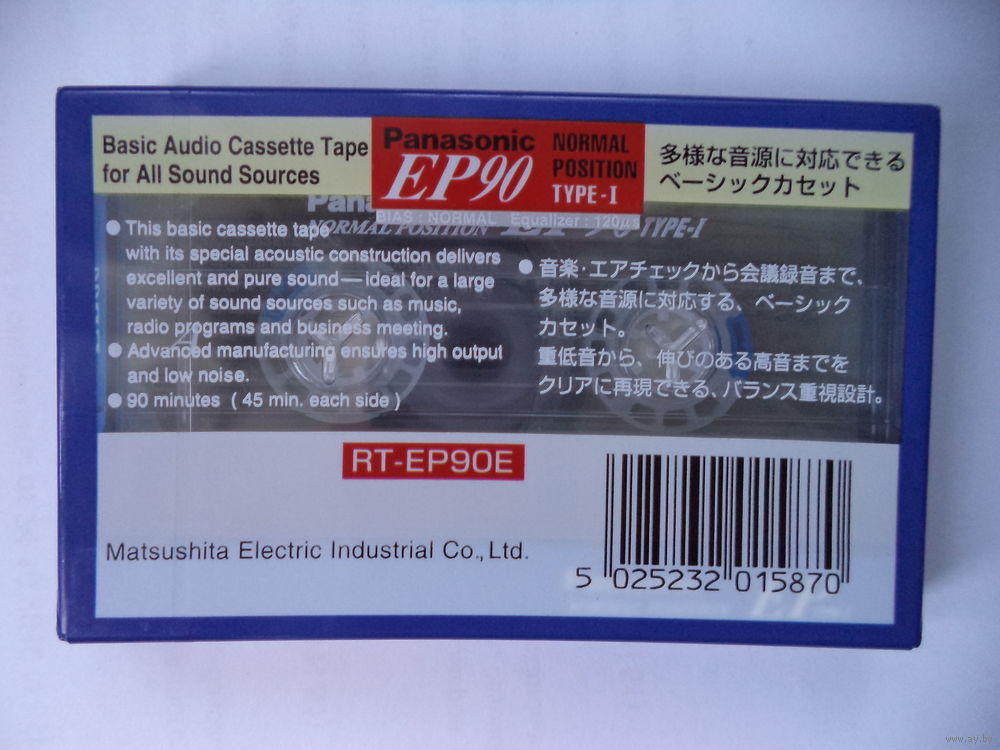 Basic Audio Cassette Tape
for All Sound Sources
Panasonic
EP90
NORMAL
POSITION
TYPE-I
BIAS : NORMAL Equalizer : 120µs
多様な音源に対応できる
ベーシックカセット
NORMAL POSITION
TYPE-I
● This basic cassette tape
with its special acoustic construction delivers
excellent and pure sound — ideal for a large
variety of sound sources such as music,
radio programs and business meeting.
● Advanced manufacturing ensures high output
and low noise.
● 90 minutes ( 45 min. each side )
● 音楽・エアチェックから会議録音まで、
多様な音源に対応する、ベーシック
カセット。
重低音から、伸びのある高音までを
クリアに再現できる、バランス重視設計。
RT-EP90E
Matsushita Electric Industrial Co., Ltd.
5 025232 015870
www.ay.by